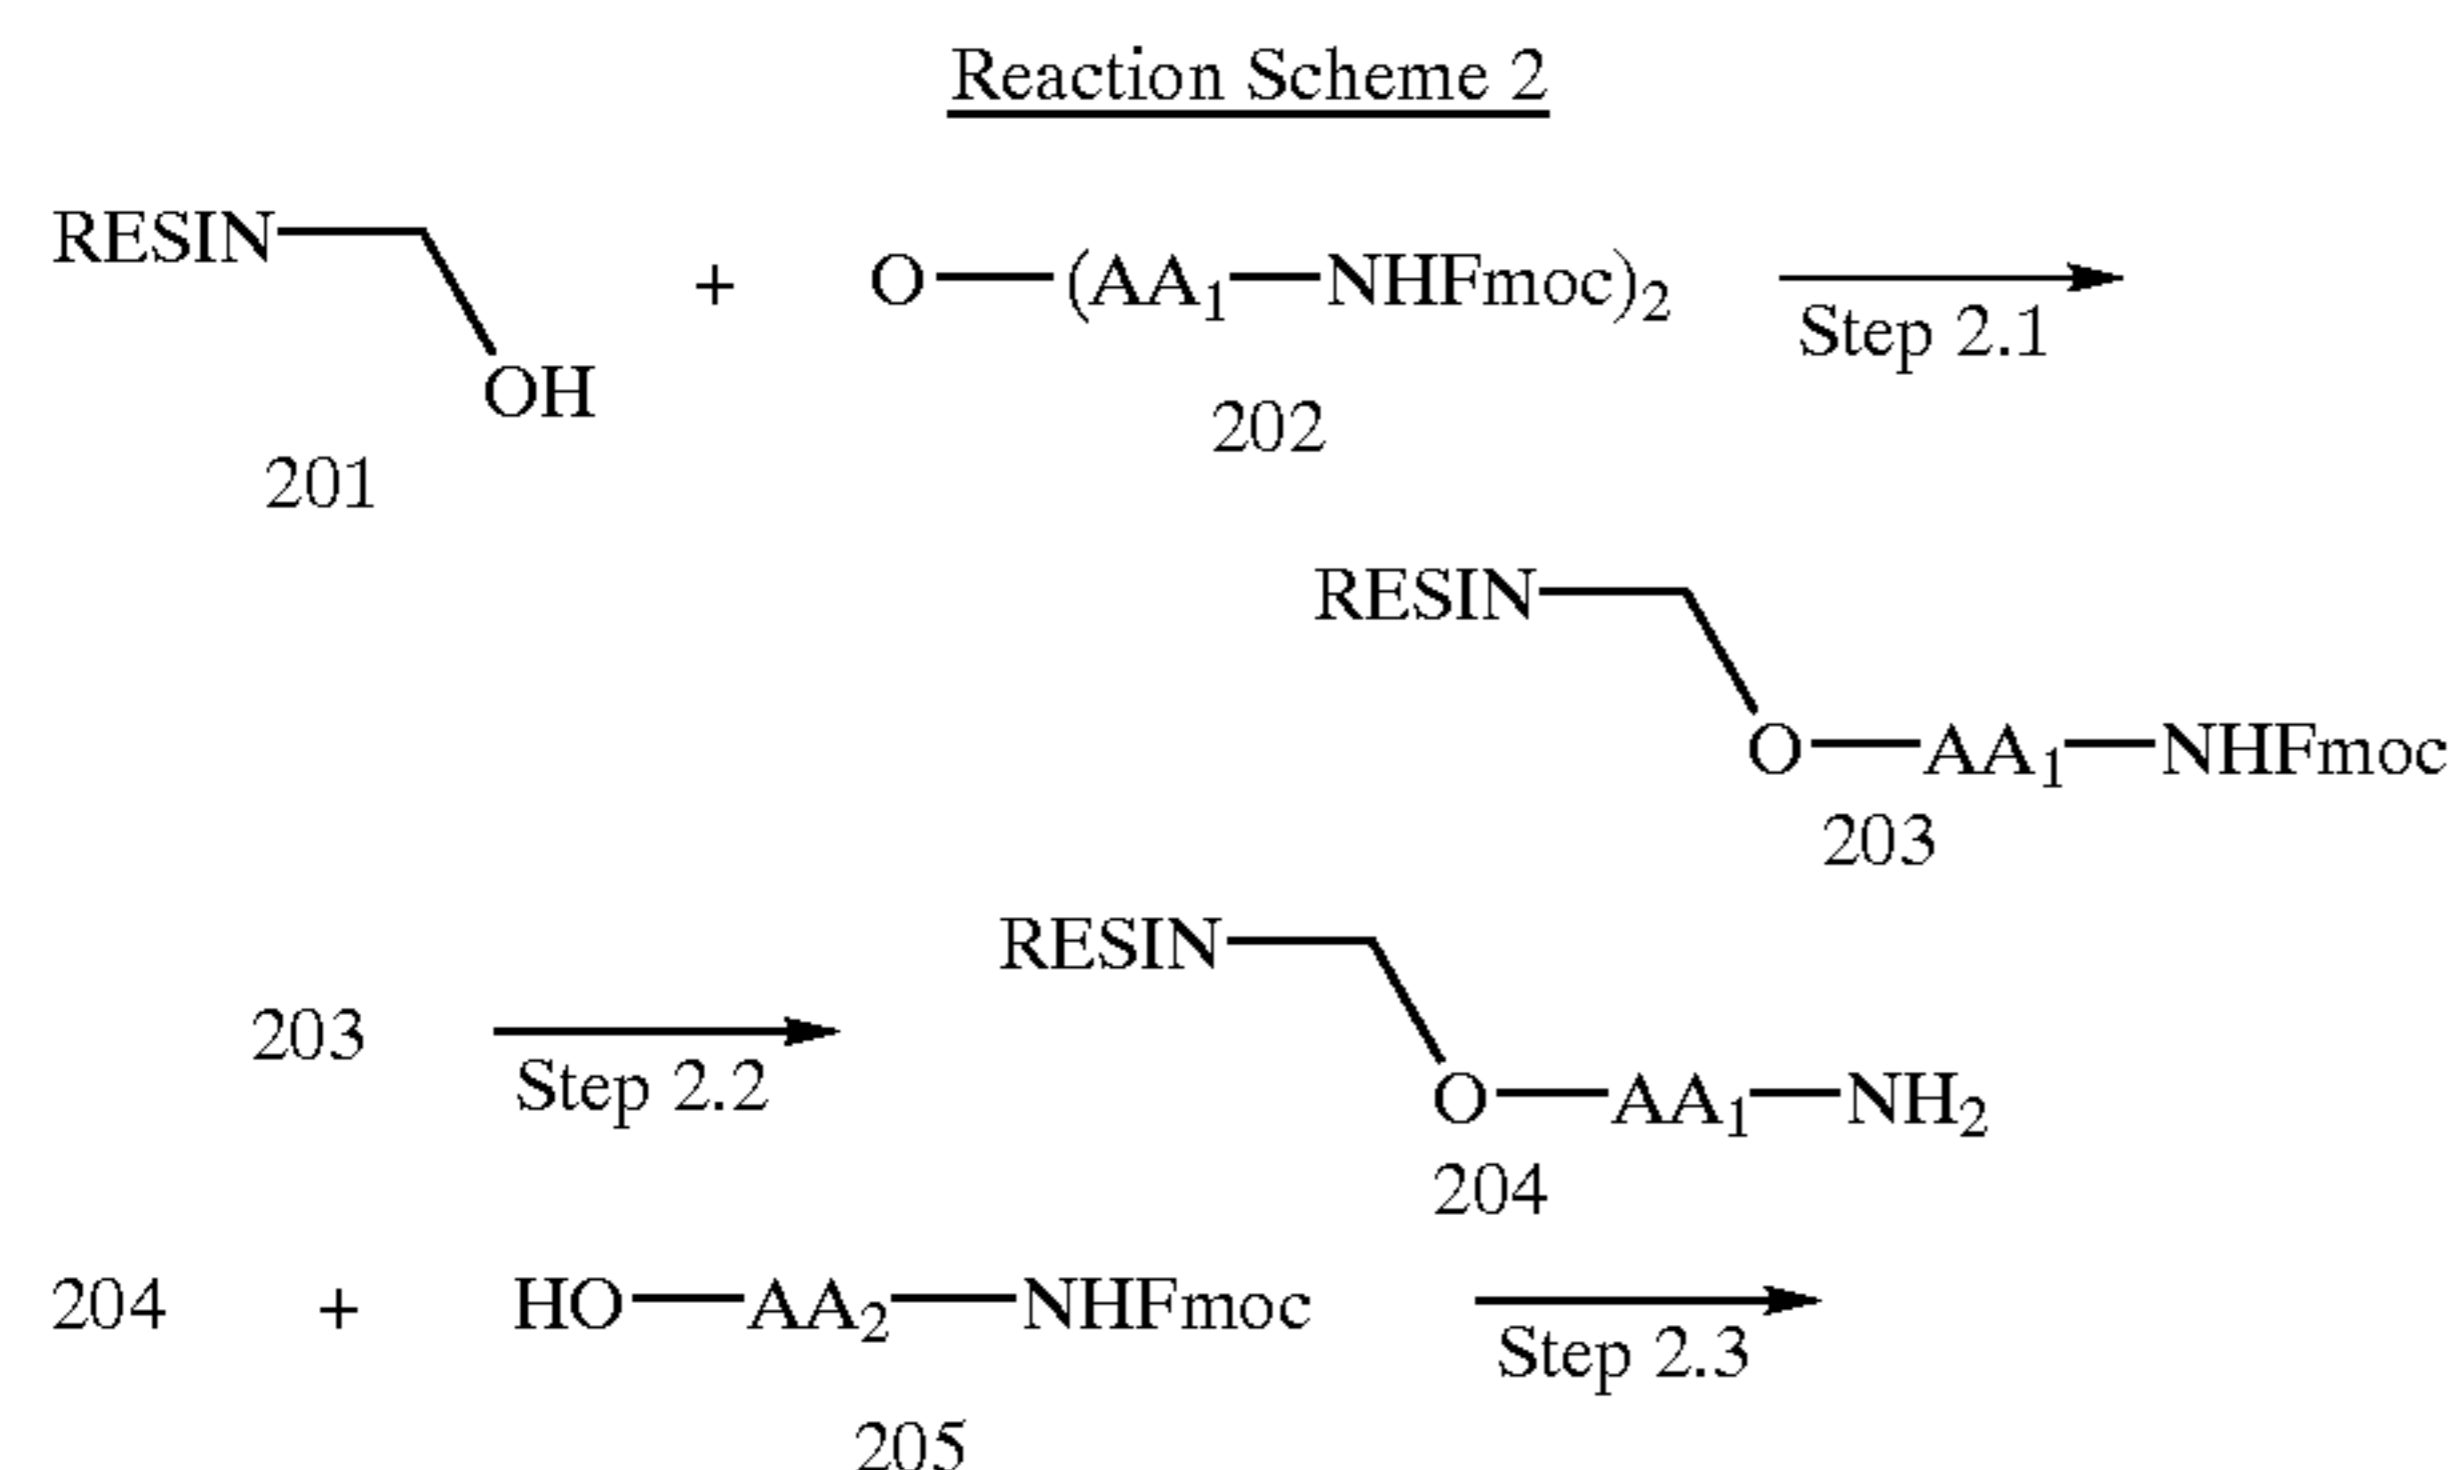 Reaction Scheme 2
RESIN
OH
201
+
O—(AA₁—NHFmoc)₂
202
Step 2.1
RESIN
O—AA₁—NHFmoc
203
203
Step 2.2
RESIN
O—AA₁—NH₂
204
204 + HO—AA₂—NHFmoc
205
Step 2.3